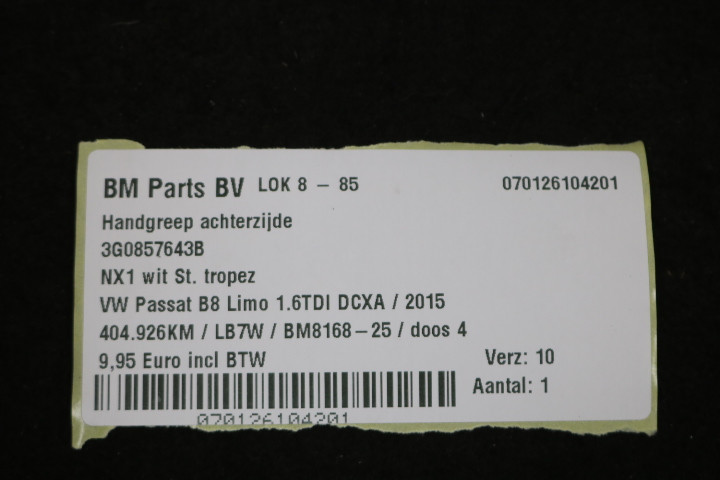 BM Parts BV LOK 8 - 85 070126104201
Handgreep achterzijde
3G0857643B
NX1 wit St. tropez
VW Passat B8 Limo 1.6TDI DCXA / 2015
404.926KM / LB7W / BM8168-25 / doos 4
9,95 Euro incl BTW Verz: 10
Aantal: 1
070126104201